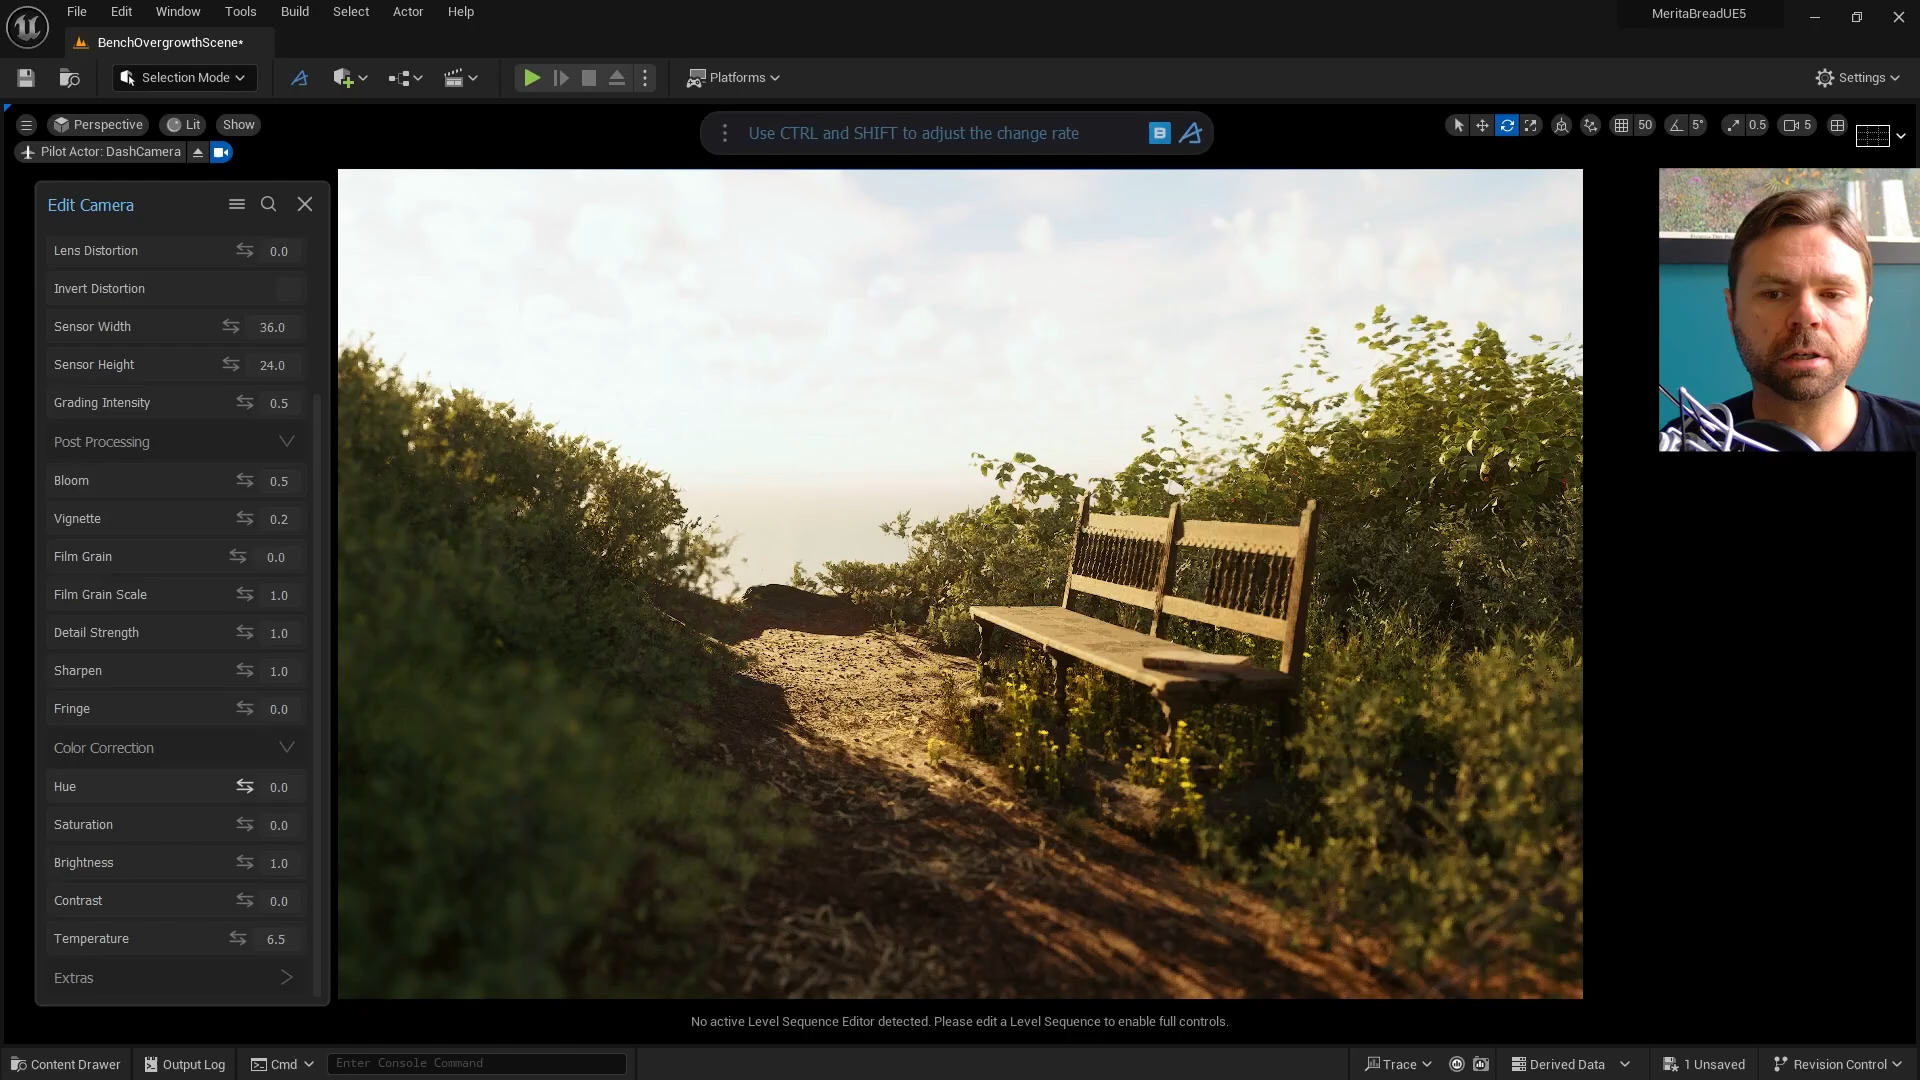 File Edit Window Tools Build Select Actor Help
MeritaBreadUE5
BenchOvergrowthScene*
Selection Mode
Platforms
Settings
Perspective Lit Show
Use CTRL and SHIFT to adjust the change rate
B
50 5° 0.5 5
Pilot Actor: DashCamera
Edit Camera
Lens Distortion 0.0
Invert Distortion
Sensor Width 36.0
Sensor Height 24.0
Grading Intensity 0.5
Post Processing
Bloom 0.5
Vignette 0.2
Film Grain 0.0
Film Grain Scale 1.0
Detail Strength 1.0
Sharpen 1.0
Fringe 0.0
Color Correction
Hue 0.0
Saturation 0.0
Brightness 1.0
Contrast 0.0
Temperature 6.5
Extras
No active Level Sequence Editor detected. Please edit a Level Sequence to enable full controls.
Content Drawer Output Log Cmd Enter Console Command Trace Derived Data 1 Unsaved Revision Control